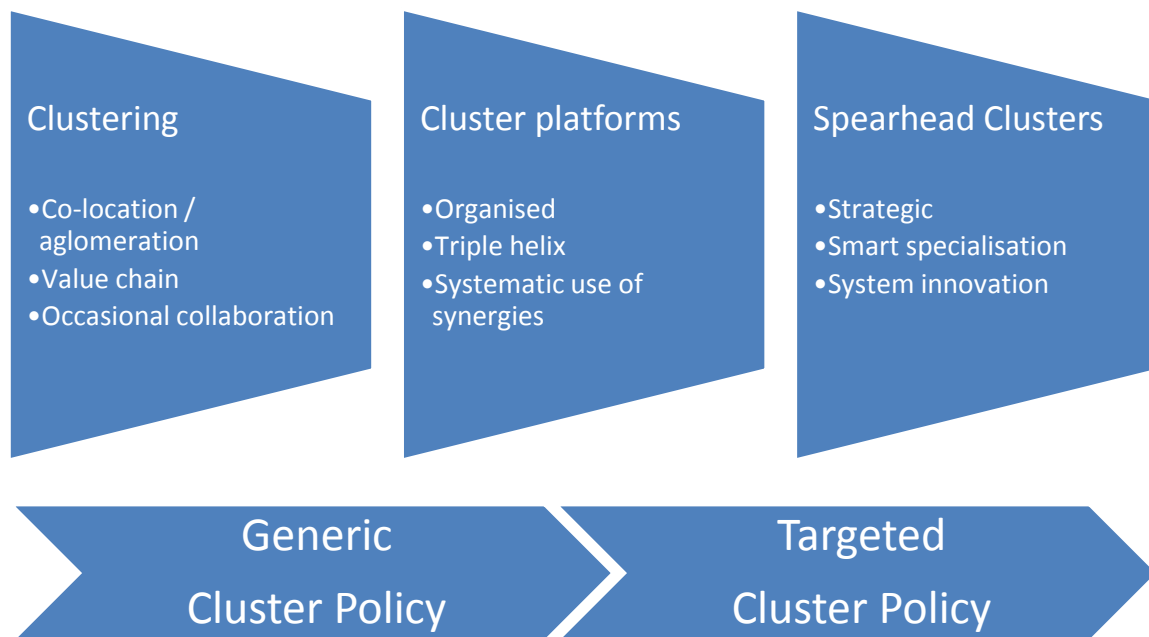 Clustering
•Co-location /
aglomeration
•Value chain
•Occasional collaboration
Cluster platforms
•Organised
•Triple helix
•Systematic use of
synergies
Spearhead Clusters
•Strategic
•Smart specialisation
•System innovation
Generic
Cluster Policy
Targeted
Cluster Policy